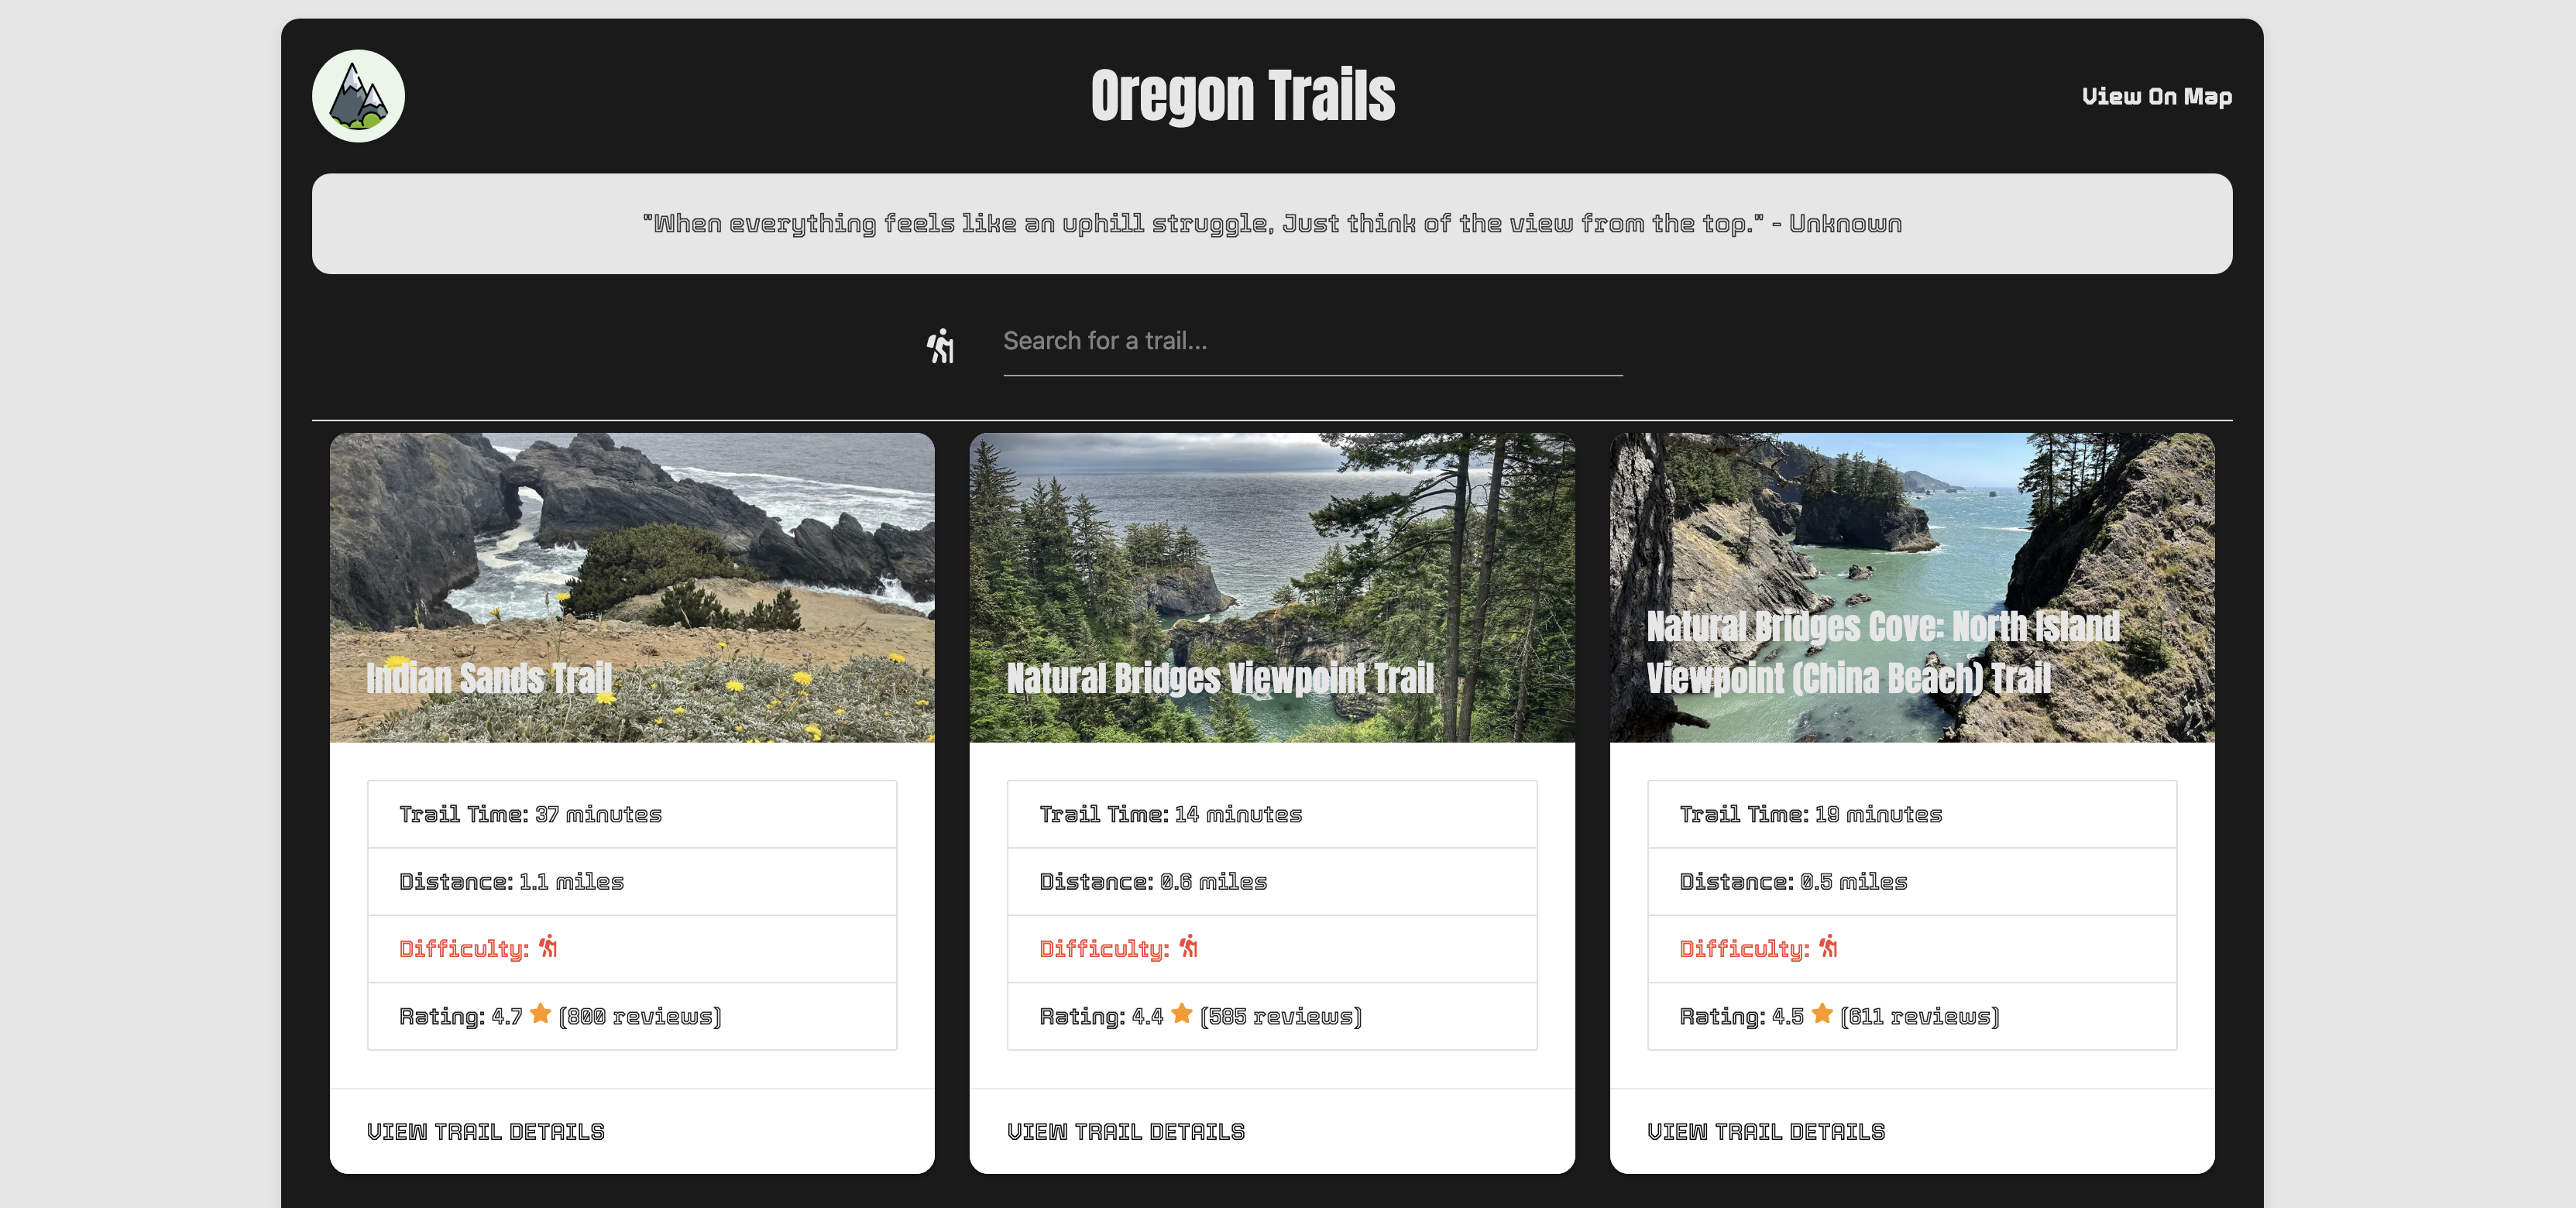 Oregon Trails
View On Map
"When everything feels like an uphill struggle, Just think of the view from the top." - Unknown
Search for a trail...
Indian Sands Trail
Trail Time: 37 minutes
Distance: 1.1 miles
Difficulty:
Rating: 4.7 (800 reviews)
VIEW TRAIL DETAILS
Natural Bridges Viewpoint Trail
Trail Time: 14 minutes
Distance: 0.6 miles
Difficulty:
Rating: 4.4 (585 reviews)
VIEW TRAIL DETAILS
Natural Bridges Cove: North Island
Viewpoint (China Beach) Trail
Trail Time: 19 minutes
Distance: 0.5 miles
Difficulty:
Rating: 4.5 (611 reviews)
VIEW TRAIL DETAILS